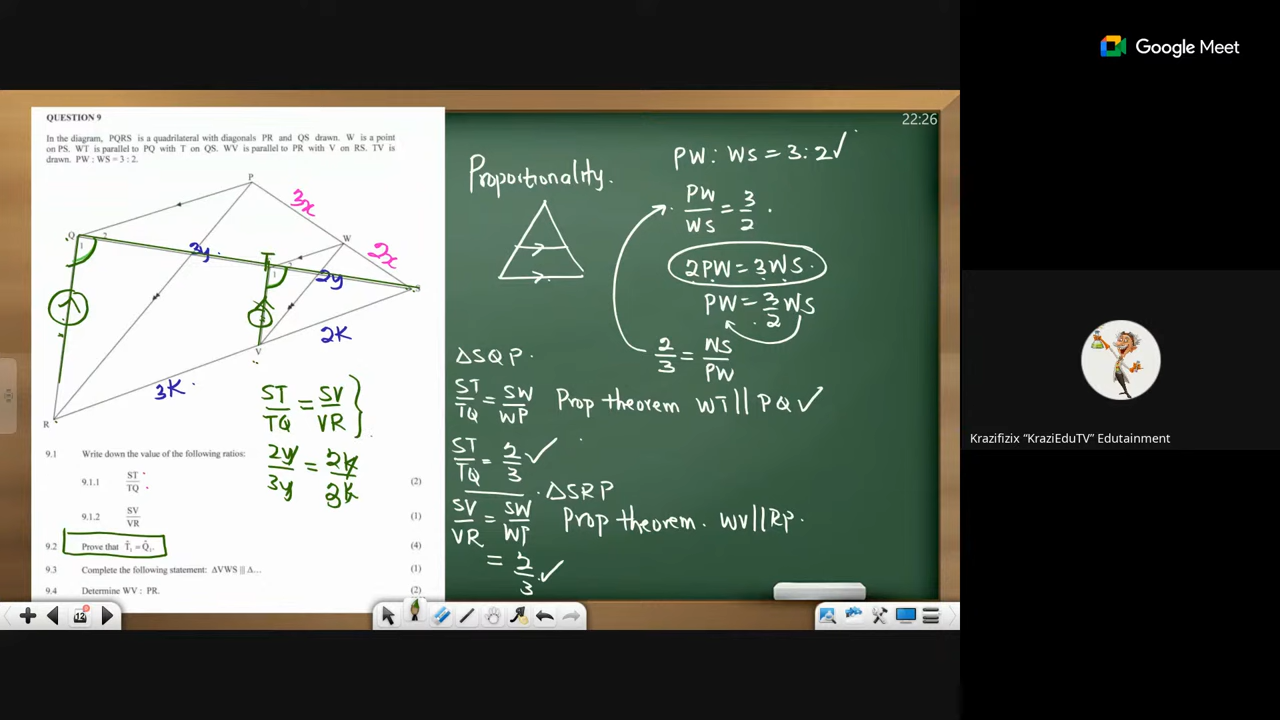 Google Meet
22:26
QUESTION 9
In the diagram, PQRS is a quadrilateral with diagonals PR and QS drawn. W is a point
on PS. WT is parallel to PQ with T on QS. WV is parallel to PR with V on RS. TV is
drawn. PW : WS = 3 : 2.
P
3x
Q
1 2
W
2x
3y
T
1 2
2y
2K
V
3K
R
ST/TQ = SV/VR
2y/3y = 2K/3K
9.1 Write down the value of the following ratios:
9.1.1 ST/TQ (2)
9.1.2 SV/VR (1)
9.2 Prove that T̂₁ = Q̂₁. (4)
9.3 Complete the following statement: ΔVWS ||| Δ... (1)
9.4 Determine WV : PR. (2)
Proportionality.
PW : WS = 3 : 2 ✓
PW/WS = 3/2.
2PW = 3WS.
PW = 3/2 WS
2/3 = WS/PW
ΔSQP.
ST/TQ = SW/WP Prop theorem WT || PQ ✓
ST/TQ = 2/3 ✓
ΔSRP
SV/VR = SW/WP Prop theorem. WV || RP.
= 2/3 ✓
12
Krazifizix “KraziEduTV” Edutainment